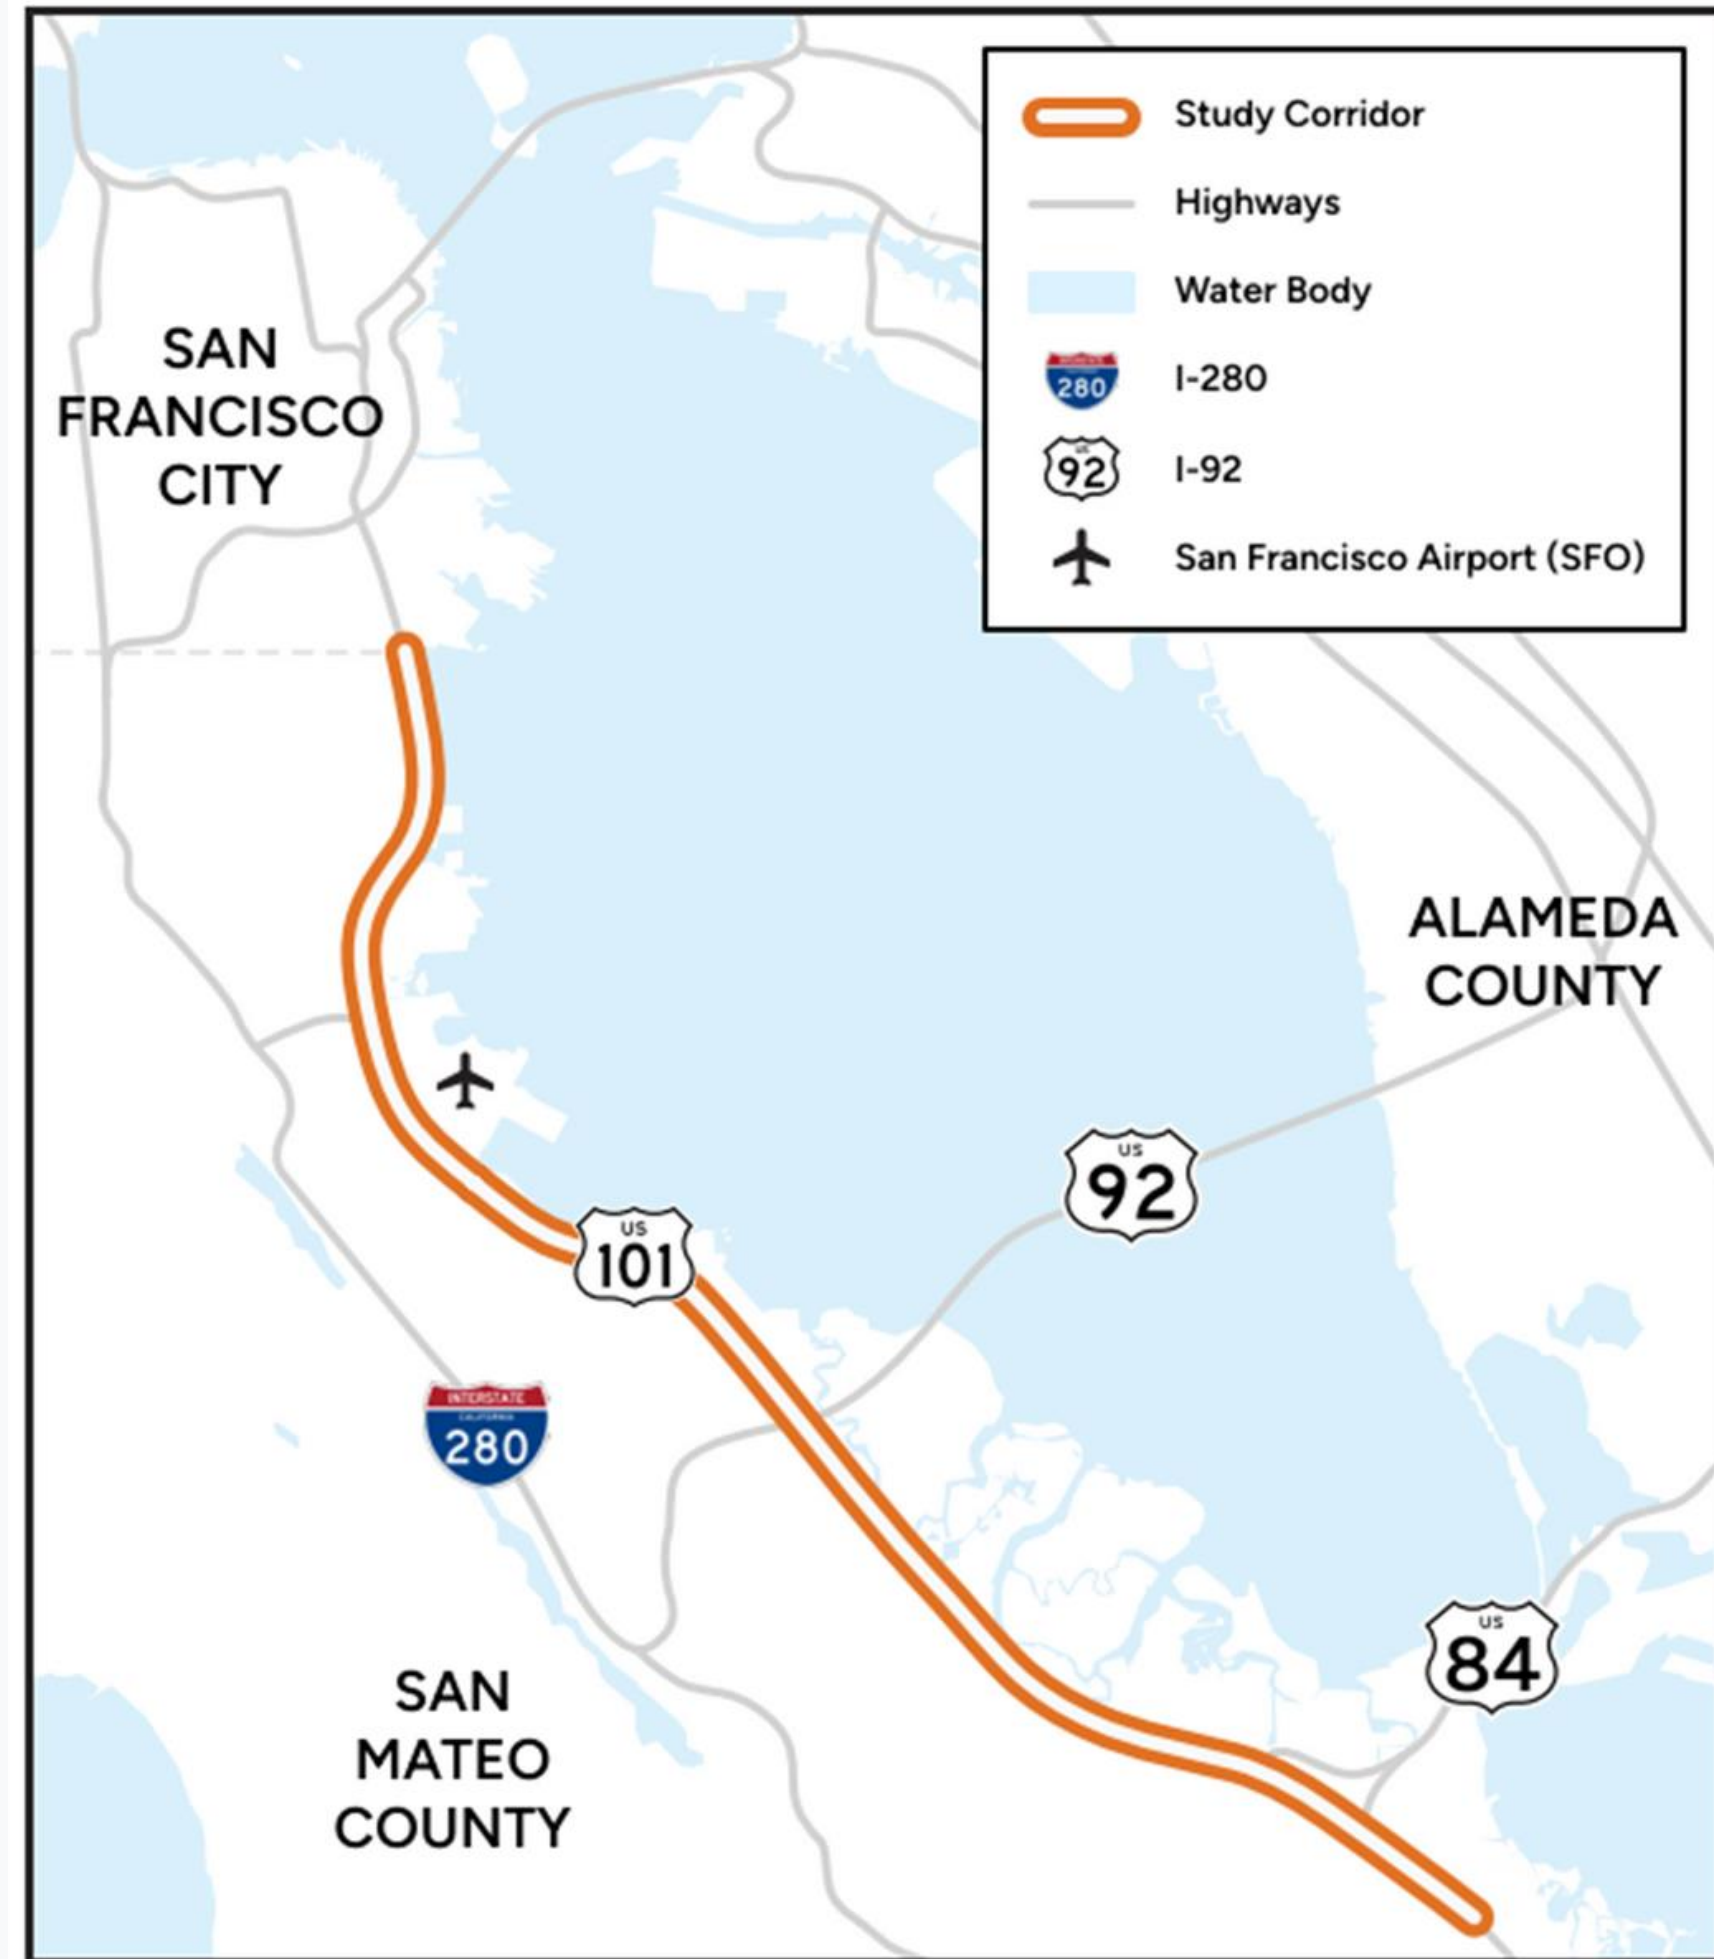 Study Corridor
Highways
Water Body
280
I-280
US
92
I-92
San Francisco Airport (SFO)
SAN
FRANCISCO
CITY
ALAMEDA
COUNTY
US
92
US
101
INTERSTATE
CALIFORNIA
280
US
84
SAN
MATEO
COUNTY